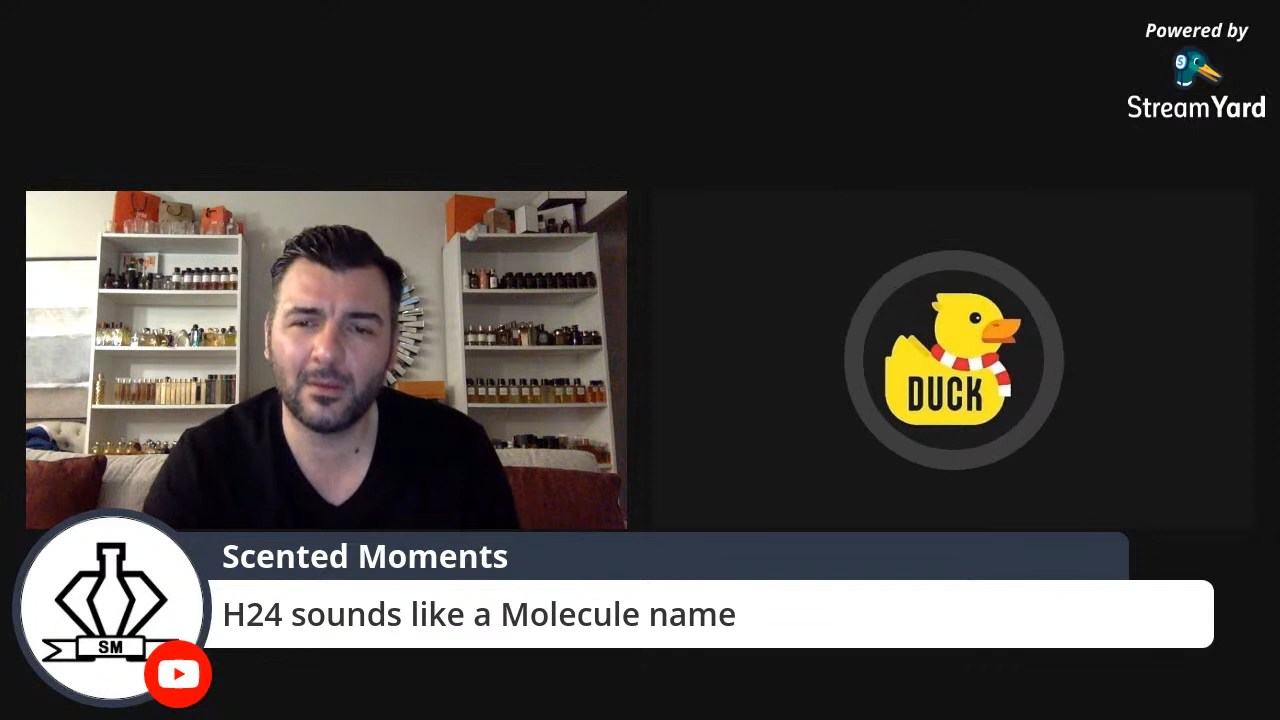 Powered by
StreamYard
DUCK
Scented Moments
H24 sounds like a Molecule name
SM